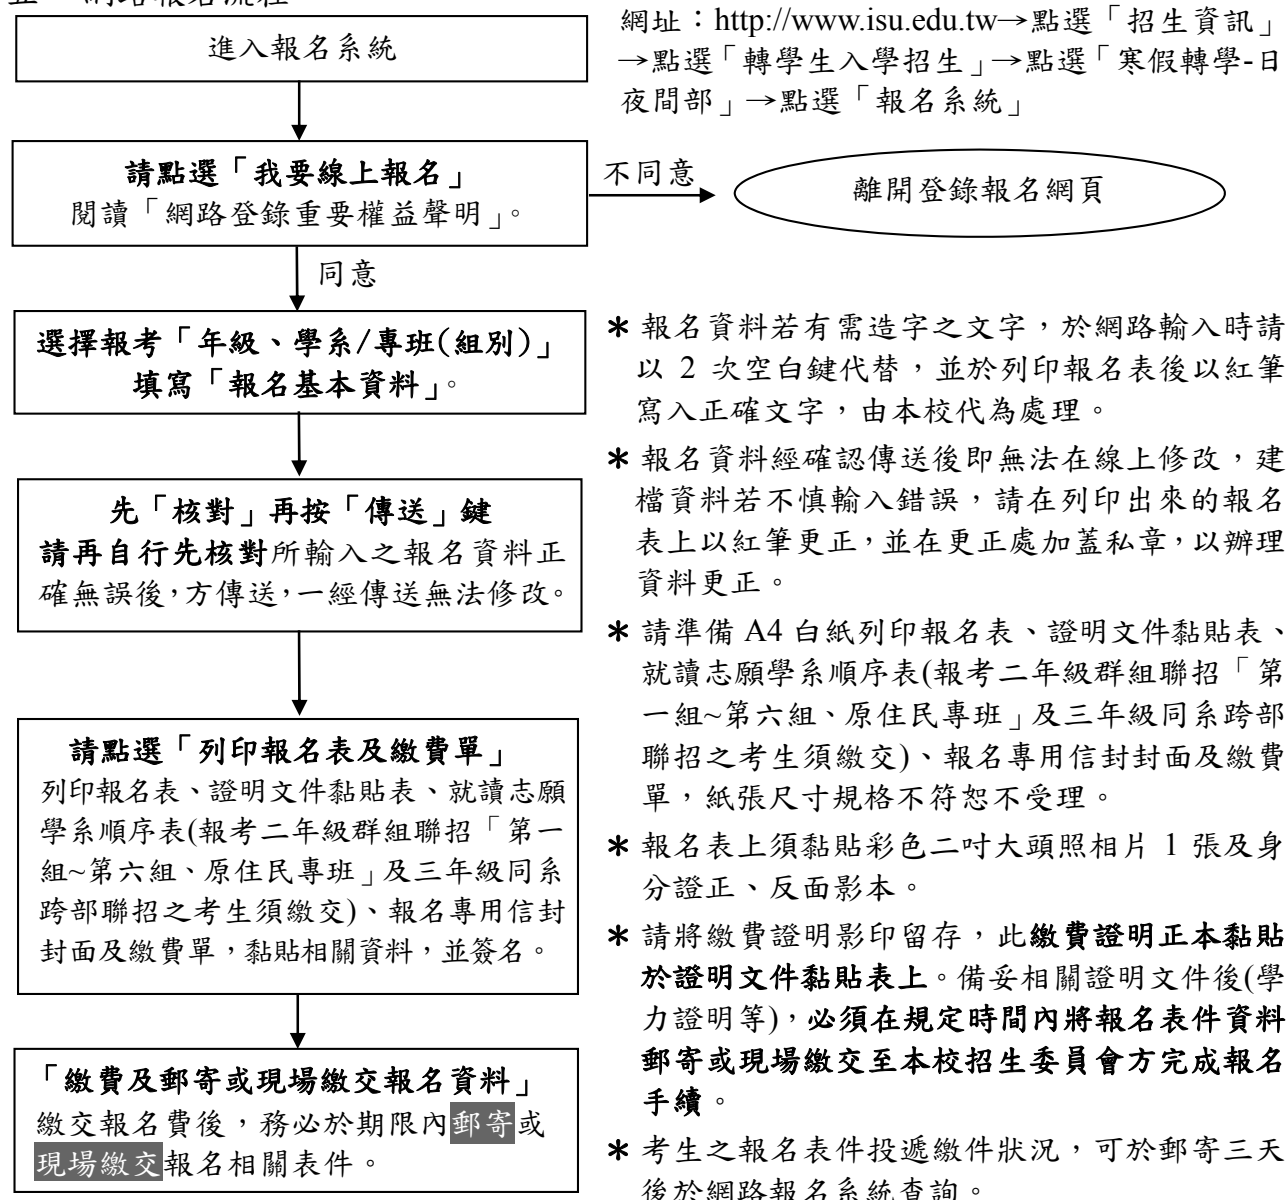 網址：http://www.isu.edu.tw→點選「招生資訊」
→點選「轉學生入學招生」→點選「寒假轉學-日
夜間部」→點選「報名系統」
進入報名系統
請點選「我要線上報名」
閱讀「網路登錄重要權益聲明」。
不同意
離開登錄報名網頁
同意
選擇報考「年級、學系/專班(組別)」
填寫「報名基本資料」。
先「核對」再按「傳送」鍵
請再自行先核對所輸入之報名資料正
確無誤後，方傳送，一經傳送無法修改。
請點選「列印報名表及繳費單」
列印報名表、證明文件黏貼表、就讀志願
學系順序表(報考二年級群組聯招「第一
組~第六組、原住民專班」及三年級同系
跨部聯招之考生須繳交)、報名專用信封
封面及繳費單，黏貼相關資料，並簽名。
「繳費及郵寄或現場繳交報名資料」
繳交報名費後，務必於期限內郵寄或
現場繳交報名相關表件。
＊報名資料若有需造字之文字，於網路輸入時請
以 2 次空白鍵代替，並於列印報名表後以紅筆
寫入正確文字，由本校代為處理。
＊報名資料經確認傳送後即無法在線上修改，建
檔資料若不慎輸入錯誤，請在列印出來的報名
表上以紅筆更正，並在更正處加蓋私章，以辦理
資料更正。
＊請準備 A4 白紙列印報名表、證明文件黏貼表、
就讀志願學系順序表(報考二年級群組聯招「第
一組~第六組、原住民專班」及三年級同系跨部
聯招之考生須繳交)、報名專用信封封面及繳費
單，紙張尺寸規格不符恕不受理。
＊報名表上須黏貼彩色二吋大頭照相片 1 張及身
分證正、反面影本。
＊請將繳費證明影印留存，此繳費證明正本黏貼
於證明文件黏貼表上。備妥相關證明文件後(學
力證明等)，必須在規定時間內將報名表件資料
郵寄或現場繳交至本校招生委員會方完成報名
手續。
＊考生之報名表件投遞繳件狀況，可於郵寄三天
後於網路報名系統查詢。